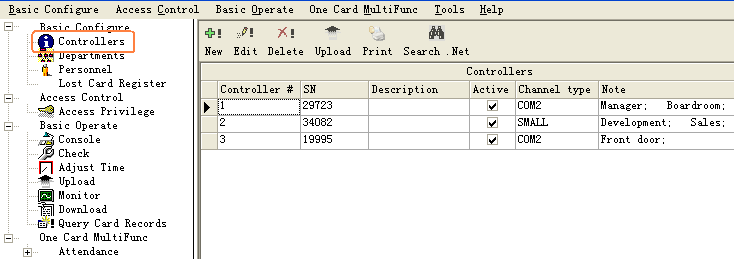 Basic Configure Access Control Basic Operate One Card MultiFunc Tools Help
Basic Configure
Controllers
Departments
Personnel
Lost Card Register
Access Control
Access Privilege
Basic Operate
Console
Check
Adjust Time
Upload
Monitor
Download
Query Card Records
One Card MultiFunc
Attendance
New Edit Delete Upload Print Search .Net
Controllers
Controller # SN Description Active Channel type Note
1 29723 COM2 Manager; Boardroom;
2 34082 SMALL Development; Sales;
3 19995 COM2 Front door;